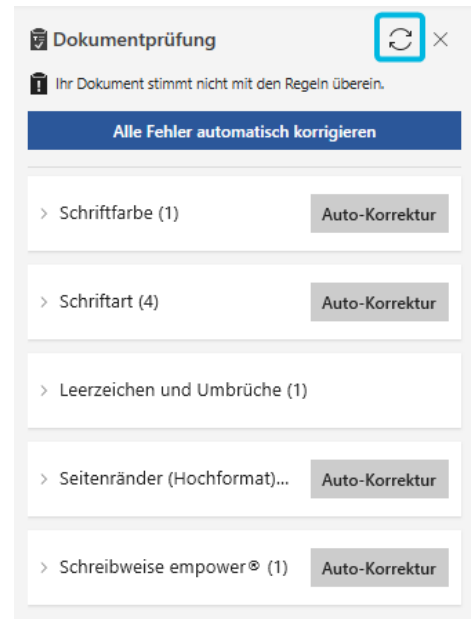 Dokumentprüfung
Ihr Dokument stimmt nicht mit den Regeln überein.
Alle Fehler automatisch korrigieren
Schriftfarbe (1) Auto-Korrektur
Schriftart (4) Auto-Korrektur
Leerzeichen und Umbrüche (1)
Seitenränder (Hochformat)... Auto-Korrektur
Schreibweise empower® (1) Auto-Korrektur